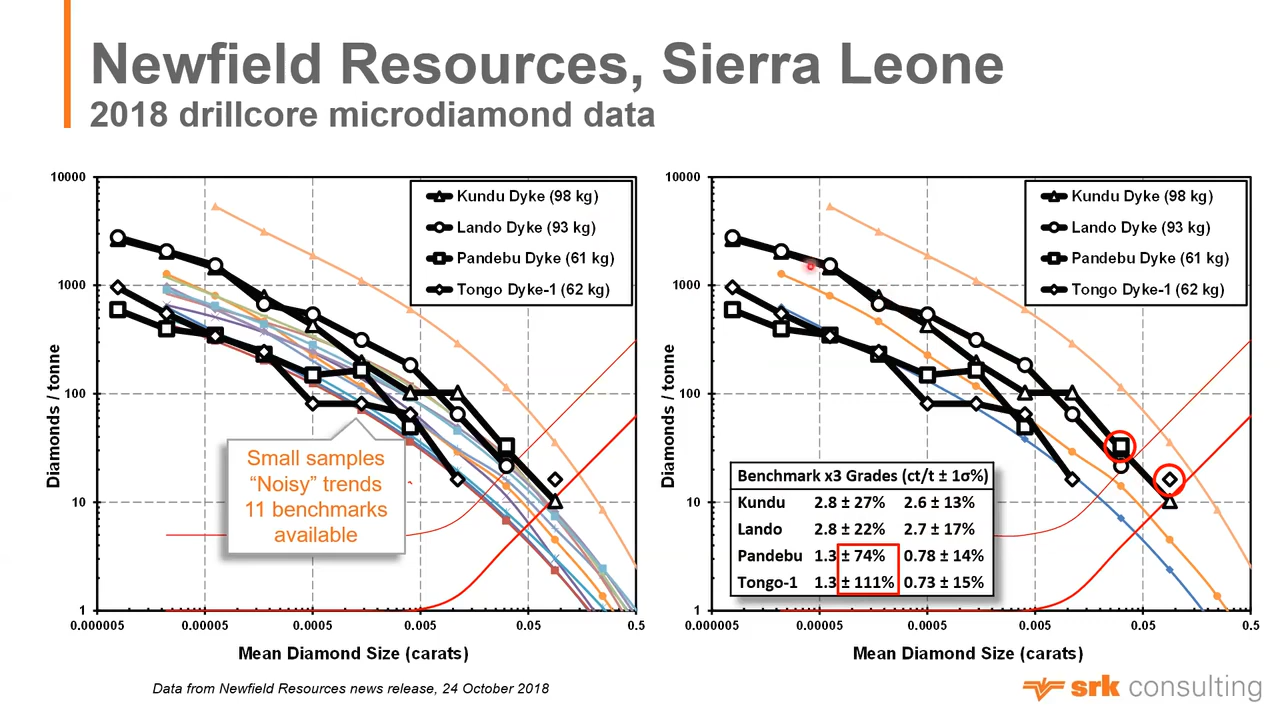 Newfield Resources, Sierra Leone
2018 drillcore microdiamond data
10000
1000
100
10
1
Diamonds / tonne
Kundu Dyke (98 kg)
Lando Dyke (93 kg)
Pandebu Dyke (61 kg)
Tongo Dyke-1 (62 kg)
Small samples
“Noisy” trends
11 benchmarks
available
0.000005
0.00005
0.0005
0.005
0.05
0.5
Mean Diamond Size (carats)
10000
1000
100
10
1
Diamonds / tonne
Kundu Dyke (98 kg)
Lando Dyke (93 kg)
Pandebu Dyke (61 kg)
Tongo Dyke-1 (62 kg)
Benchmark x3 Grades (ct/t ± 1σ%)
Kundu 2.8 ± 27% 2.6 ± 13%
Lando 2.8 ± 22% 2.7 ± 17%
Pandebu 1.3 ± 74% 0.78 ± 14%
Tongo-1 1.3 ± 111% 0.73 ± 15%
0.000005
0.00005
0.0005
0.005
0.05
0.5
Mean Diamond Size (carats)
Data from Newfield Resources news release, 24 October 2018
srk consulting